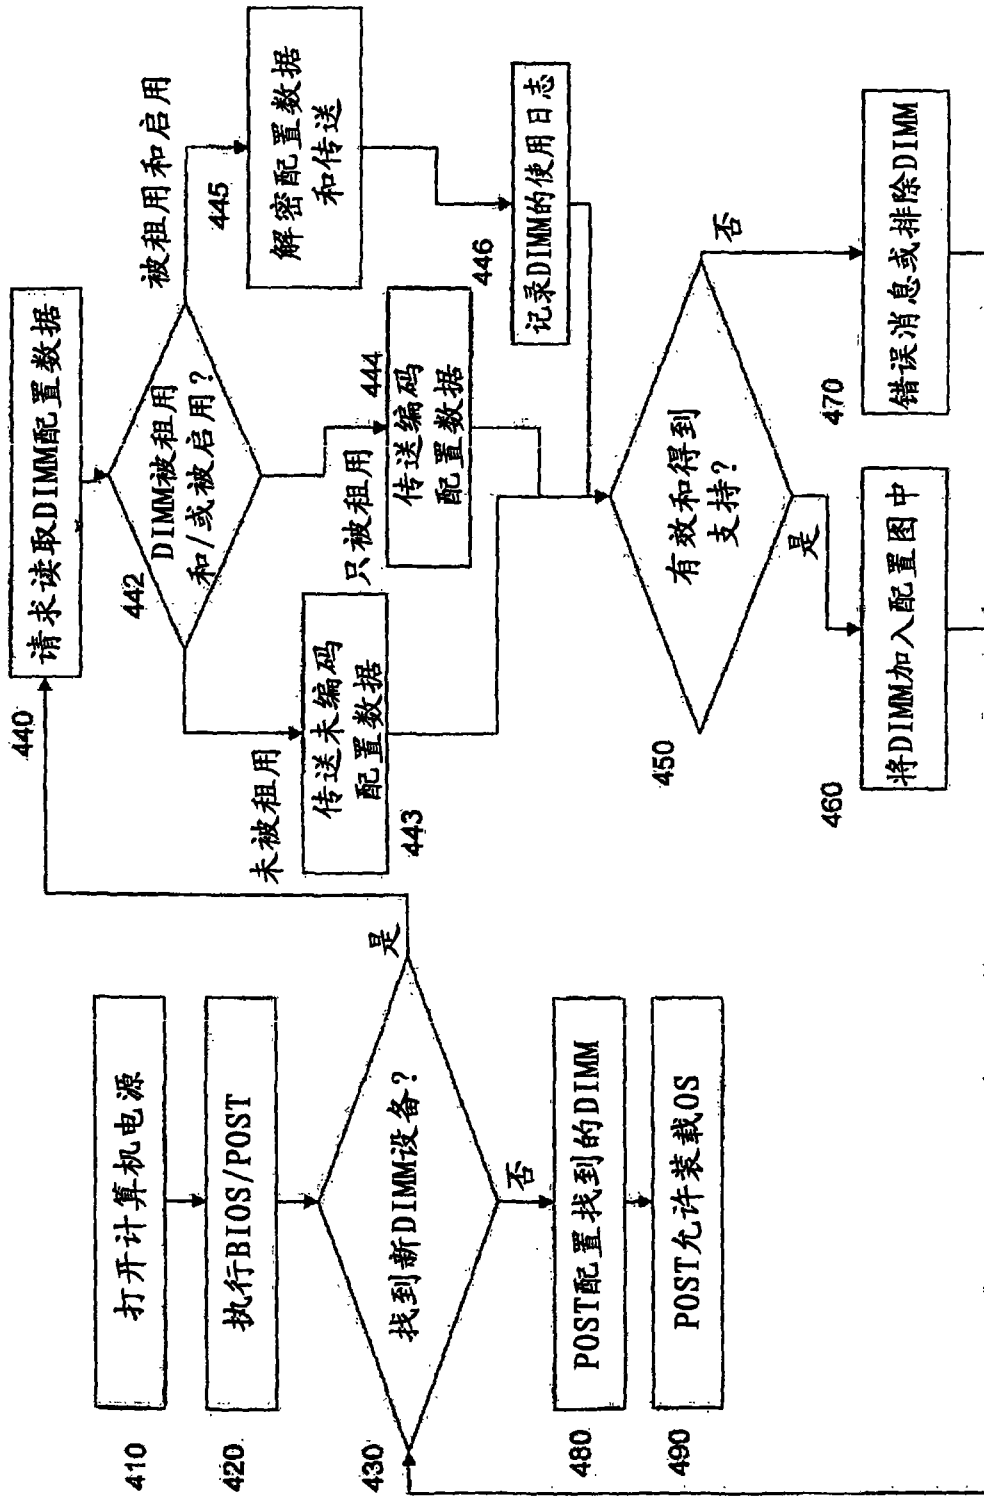 410
打开计算机电源
420
执行BIOS/POST
430
找到新DIMM设备?
是
否
480
POST配置找到的DIMM
490
POST允许装载OS
440
请求读取DIMM配置数据
442
DIMM被租用
和/或被启用?
未被租用
443
传送未编码
配置数据
只被租用
444
传送编码
配置数据
被租用和启用
445
解密配置数据
和传送
446
记录DIMM的使用日志
450
有效和得到
支持?
是
否
460
将DIMM加入配置图中
470
错误消息或排除DIMM